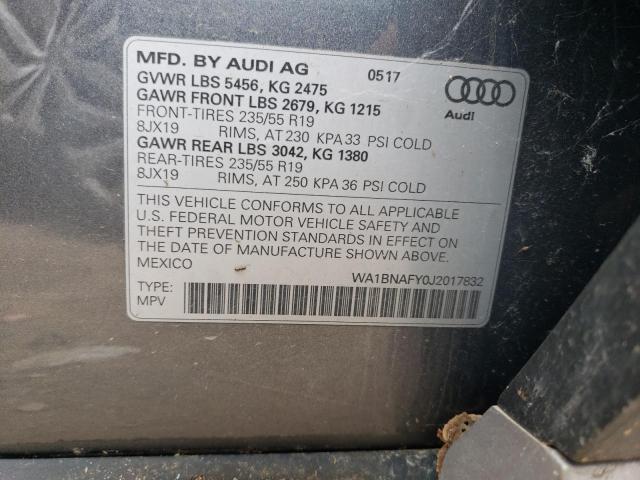 MFD. BY AUDI AG 0517
GVWR LBS 5456, KG 2475
GAWR FRONT LBS 2679, KG 1215
FRONT-TIRES 235/55 R19
8JX19 RIMS, AT 230 KPA 33 PSI COLD
GAWR REAR LBS 3042, KG 1380
REAR-TIRES 235/55 R19
8JX19 RIMS, AT 250 KPA 36 PSI COLD
Audi
THIS VEHICLE CONFORMS TO ALL APPLICABLE
U.S. FEDERAL MOTOR VEHICLE SAFETY AND
THEFT PREVENTION STANDARDS IN EFFECT ON
THE DATE OF MANUFACTURE SHOWN ABOVE.
MEXICO WA1BNAFY0J2017832
TYPE:
MPV